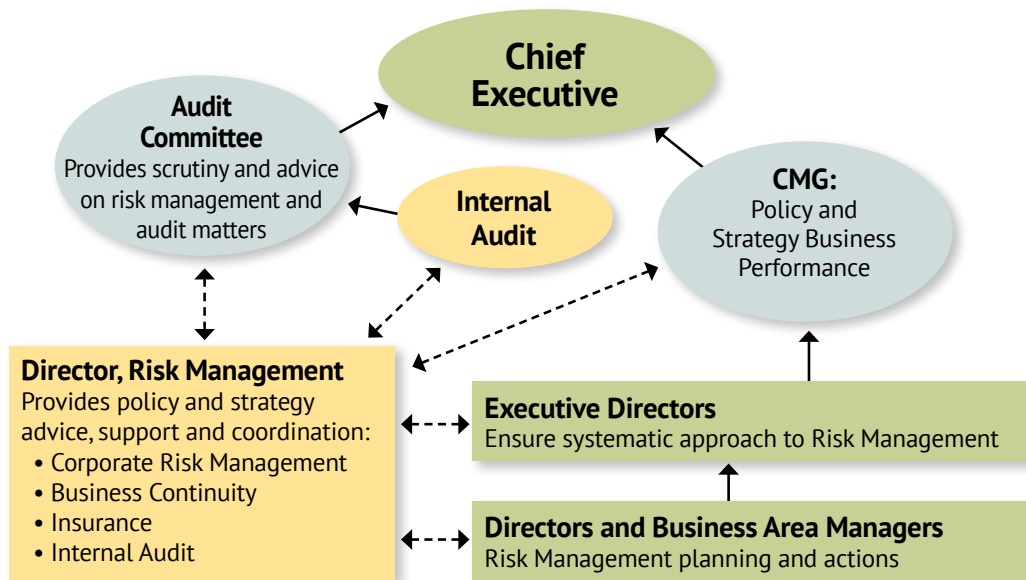 Chief
Executive
Audit
Committee
Provides scrutiny and advice
on risk management and
audit matters
Internal
Audit
CMG:
Policy and
Strategy Business
Performance
Director, Risk Management
Provides policy and strategy
advice, support and coordination:
• Corporate Risk Management
• Business Continuity
• Insurance
• Internal Audit
Executive Directors
Ensure systematic approach to Risk Management
Directors and Business Area Managers
Risk Management planning and actions